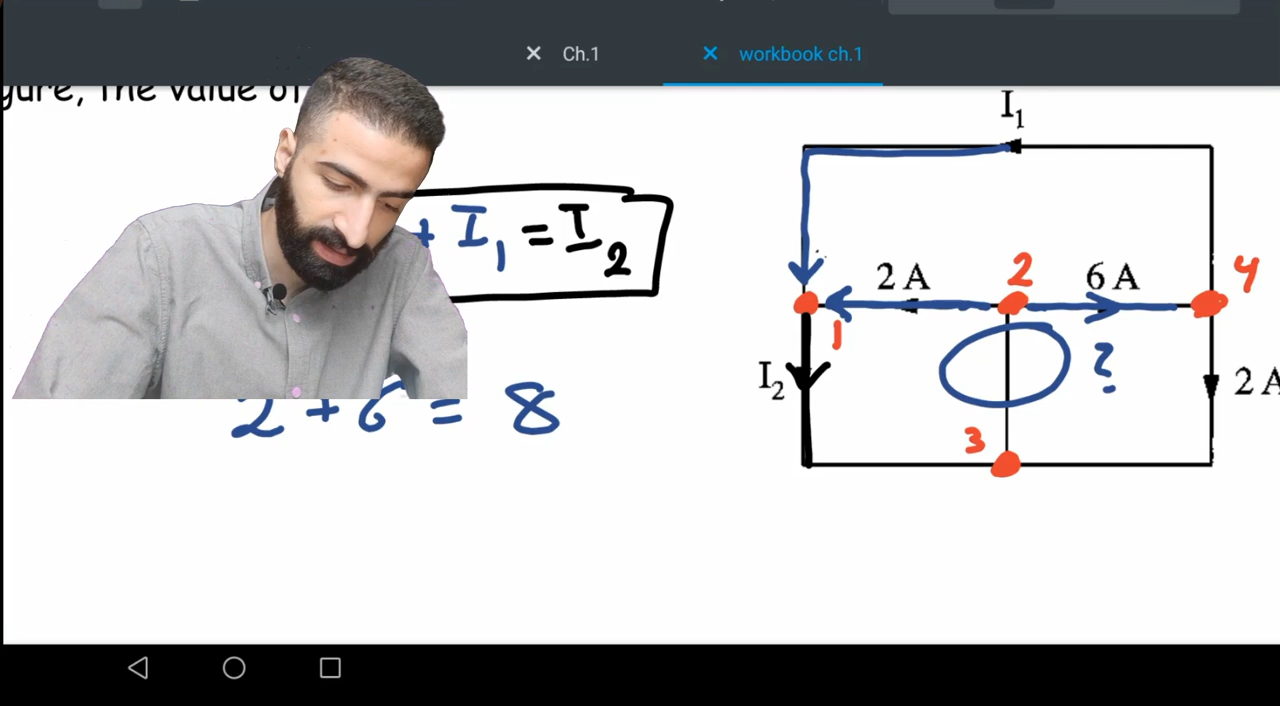 Ch.1
workbook ch.1
the value of
I₁
+ I₁ = I₂
2 A
2
6 A
4
1
I₂
?
2 A
2 + 6 = 8
3